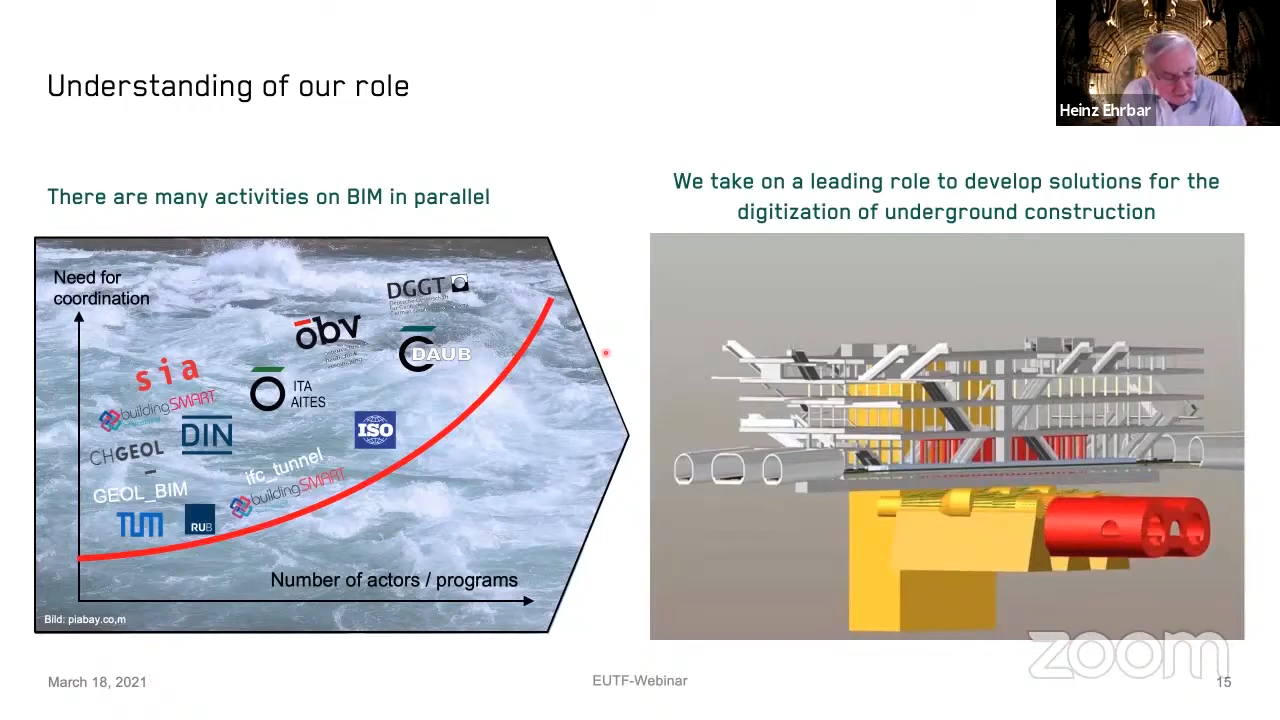 Understanding of our role
Heinz Ehrbar
There are many activities on BIM in parallel
We take on a leading role to develop solutions for the
digitization of underground construction
Need for
coordination
DGGT
öbv
DAUB
sia
ITA
AITES
buildingSMART
DIN
ISO
CHGEOL
ifc_tunnel
buildingSMART
GEOL_BIM
TUM
RUB
Number of actors / programs
Bild: piabay.co,m
zoom
March 18, 2021
EUTF-Webinar
15